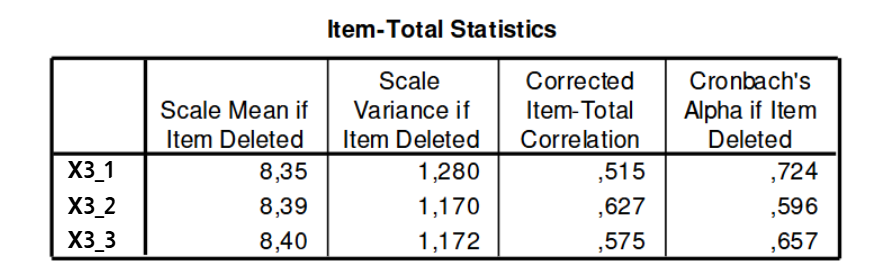 Item-Total Statistics
Scale Mean if Item Deleted | Scale Variance if Item Deleted | Corrected Item-Total Correlation | Cronbach's Alpha if Item Deleted
X3_1 8,35 1,280 ,515 ,724
X3_2 8,39 1,170 ,627 ,596
X3_3 8,40 1,172 ,575 ,657